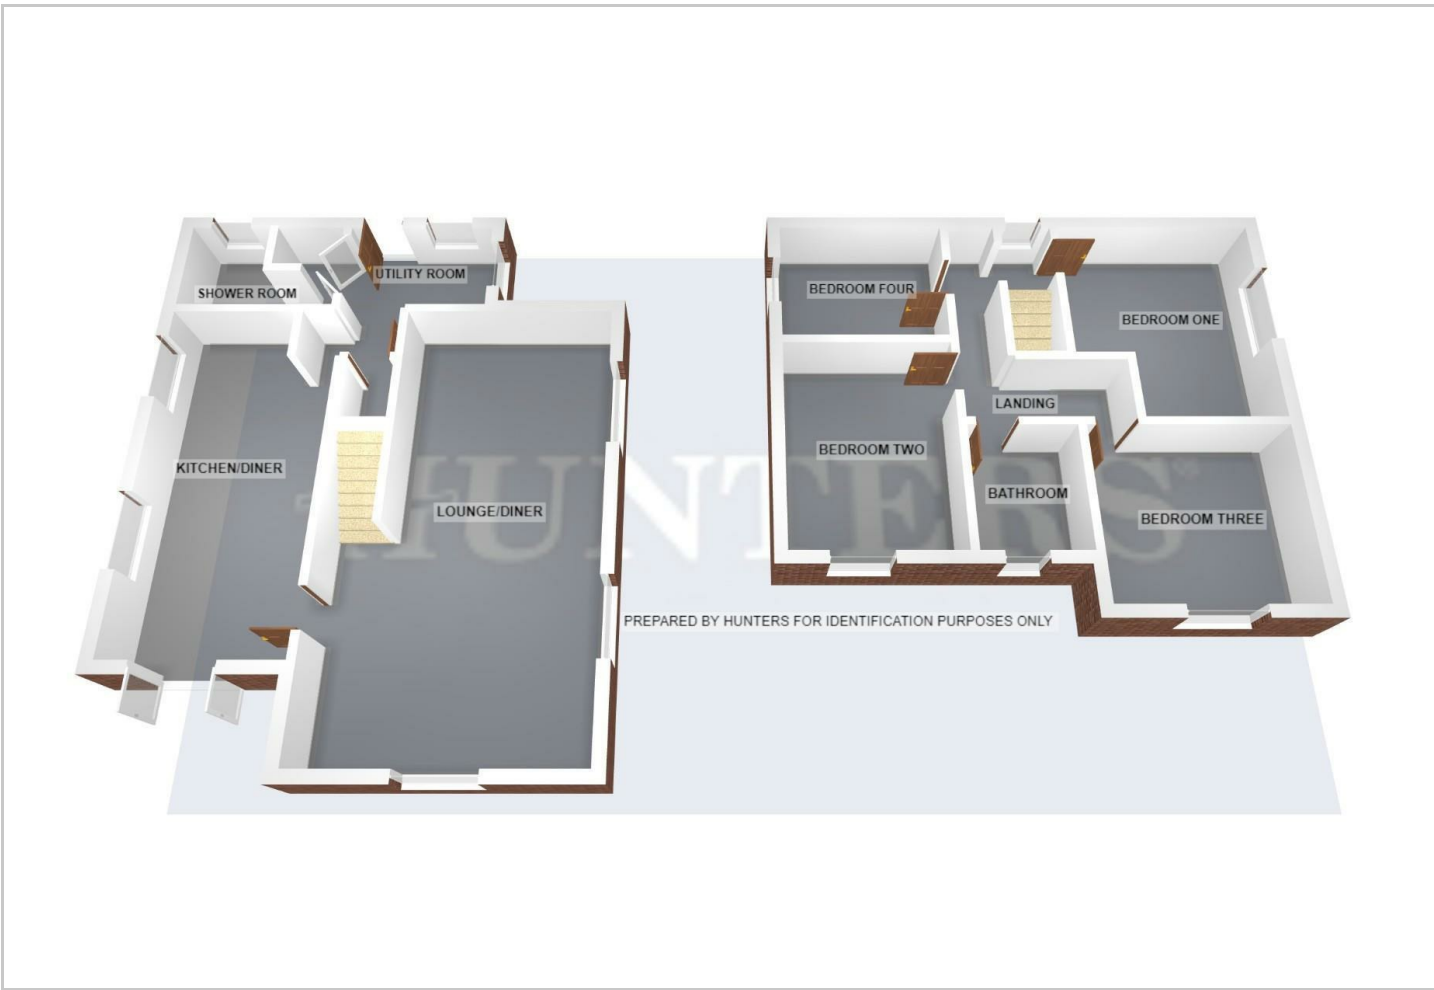 UTILITY ROOM
SHOWER ROOM
KITCHEN/DINER
LOUNGE/DINER
BEDROOM FOUR
BEDROOM ONE
LANDING
BEDROOM TWO
BATHROOM
BEDROOM THREE
HUNTERS®
PREPARED BY HUNTERS FOR IDENTIFICATION PURPOSES ONLY